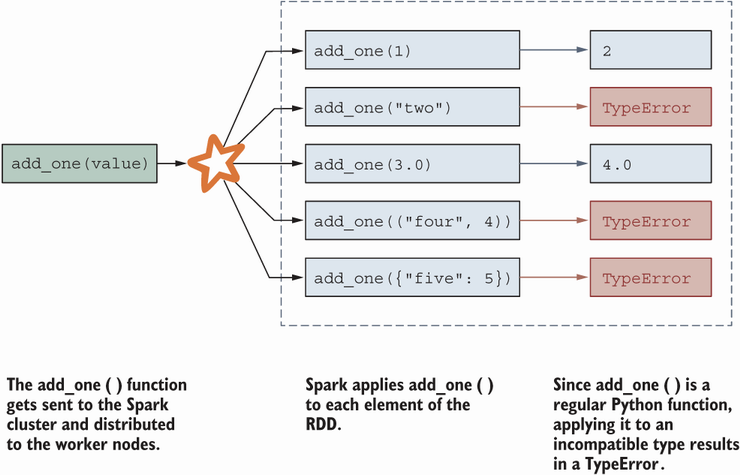 add_one(value)
add_one(1)
2
add_one("two")
TypeError
add_one(3.0)
4.0
add_one(("four", 4))
TypeError
add_one({"five": 5})
TypeError
The add_one ( ) function
gets sent to the Spark
cluster and distributed
to the worker nodes.
Spark applies add_one ( )
to each element of the
RDD.
Since add_one ( ) is a
regular Python function,
applying it to an
incompatible type results
in a TypeError.